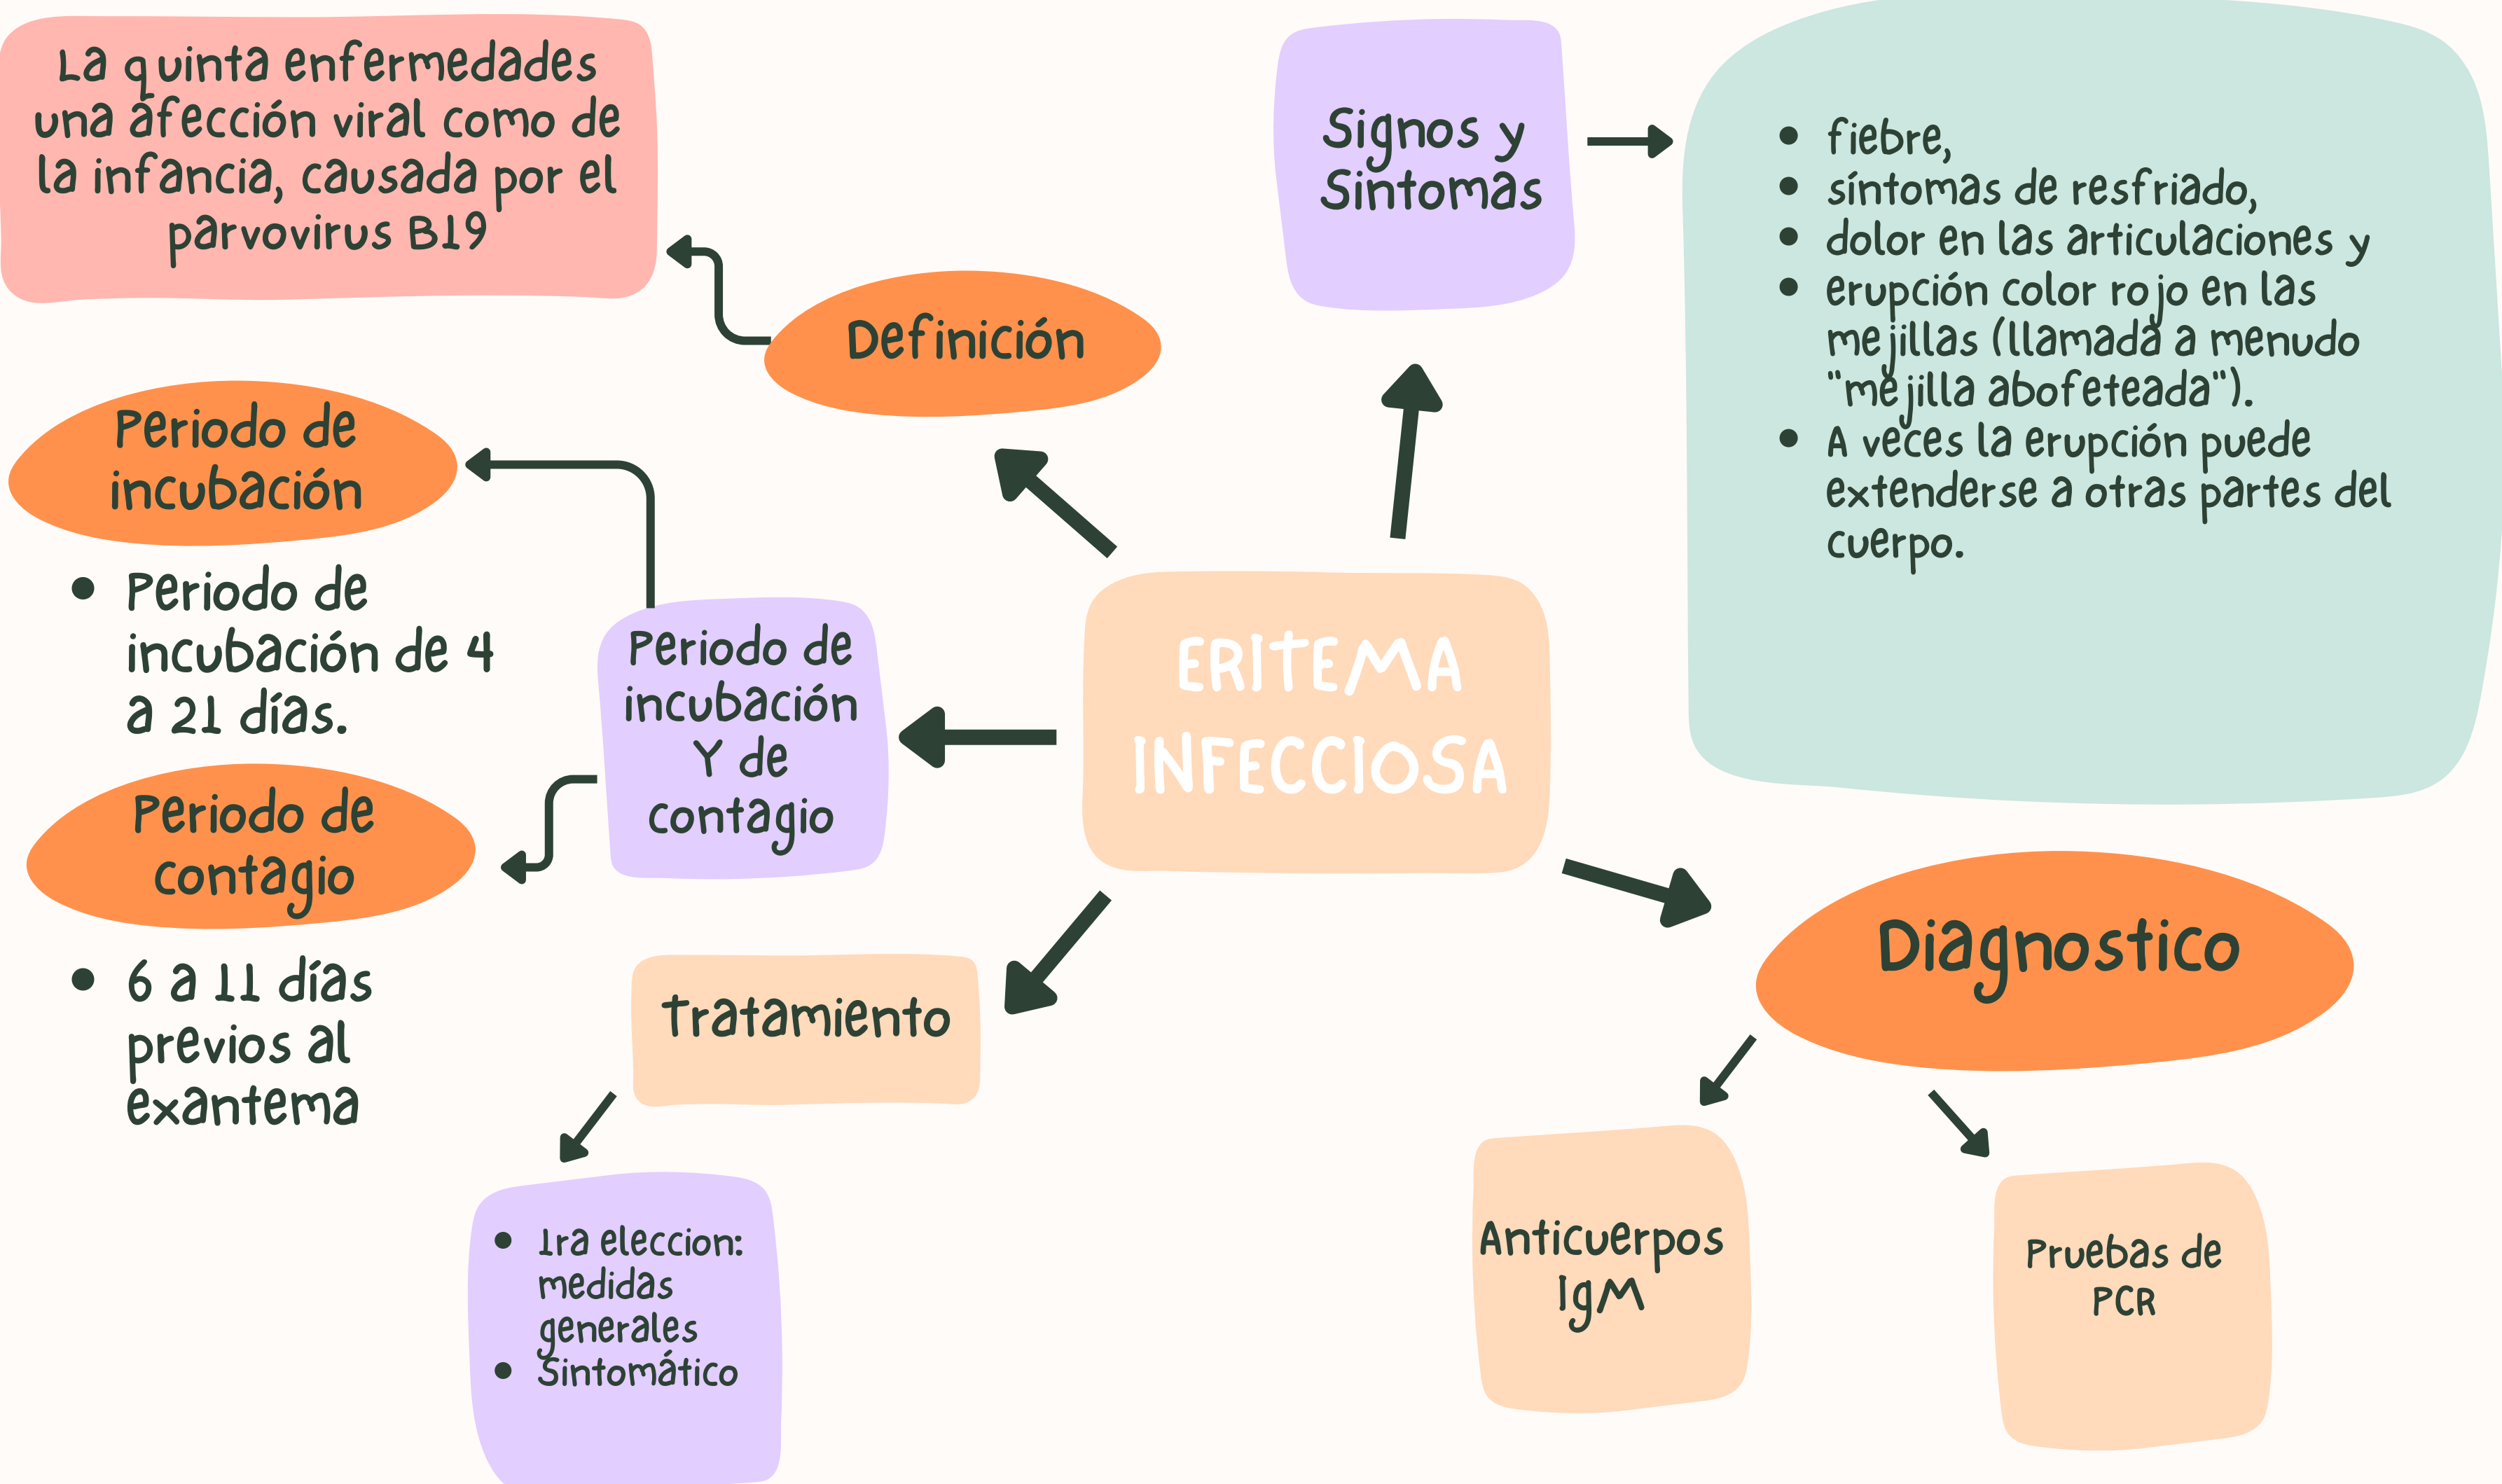 La quinta enfermedades
una afección viral como de
la infancia, causada por el
parvovirus B19
Definición
Signos y
Sintomas
• fiebre,
• síntomas de resfriado,
• dolor en las articulaciones y
• erupción color rojo en las
mejillas (llamada a menudo
"mejilla abofeteada").
• A veces la erupción puede
extenderse a otras partes del
cuerpo.
Periodo de
incubación
• Periodo de
incubación de 4
a 21 días.
Periodo de
incubación
Y de
contagio
ERITEMA
INFECCIOSA
Periodo de
contagio
• 6 a 11 días
previos al
exantema
Tratamiento
• 1ra eleccion:
medidas
generales
• Sintomático
Diagnostico
Anticuerpos
IgM
Pruebas de
PCR